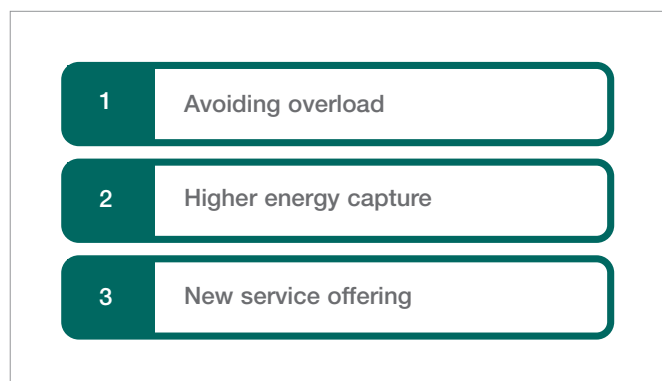 1 Avoiding overload
2 Higher energy capture
3 New service offering